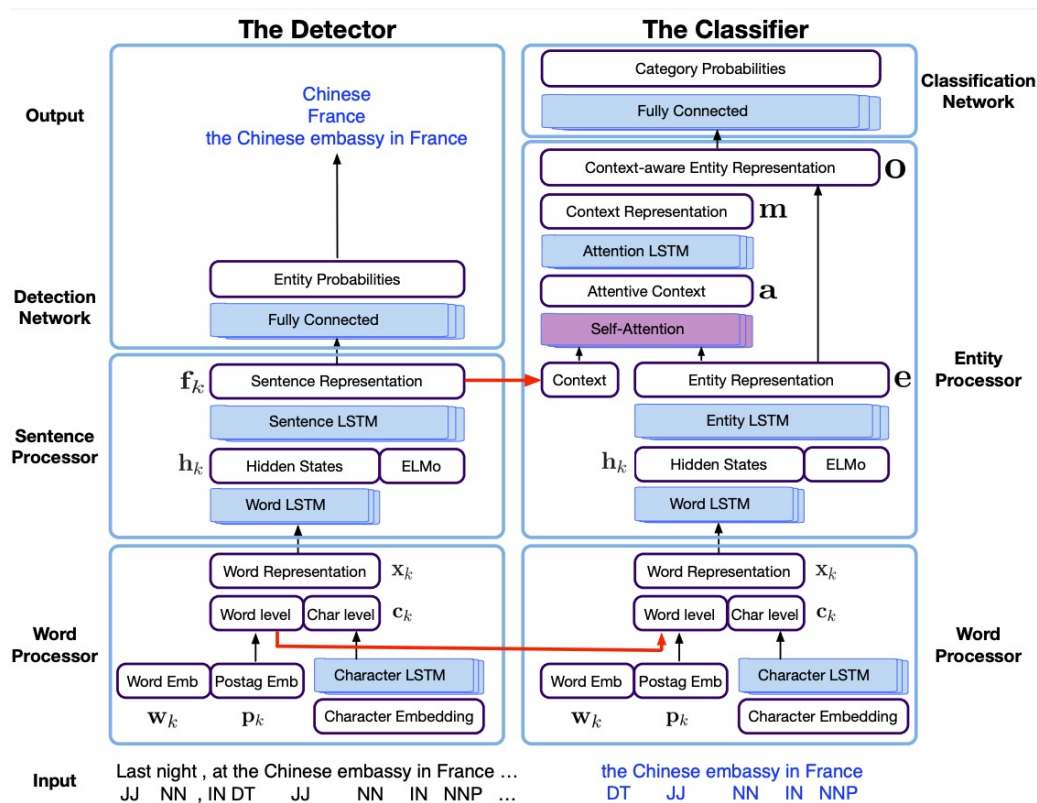 The Detector
The Classifier
Output
Chinese
France
the Chinese embassy in France
Category Probabilities
Fully Connected
Classification
Network
Context-aware Entity Representation
O
Context Representation
m
Attention LSTM
Attentive Context
a
Self-Attention
Detection
Network
Entity Probabilities
Fully Connected
Entity
Processor
f_k
Sentence Representation
Context
Entity Representation
e
Sentence
Processor
Sentence LSTM
Entity LSTM
h_k
Hidden States
ELMo
h_k
Hidden States
ELMo
Word LSTM
Word LSTM
Word Representation
x_k
Word Representation
x_k
Word level
Char level
c_k
Word level
Char level
c_k
Word
Processor
Word
Processor
Word Emb
Postag Emb
Character LSTM
Word Emb
Postag Emb
Character LSTM
w_k
p_k
Character Embedding
w_k
p_k
Character Embedding
Input
Last night , at the Chinese embassy in France ...
JJ NN , IN DT JJ NN IN NNP ...
the Chinese embassy in France
DT JJ NN IN NNP